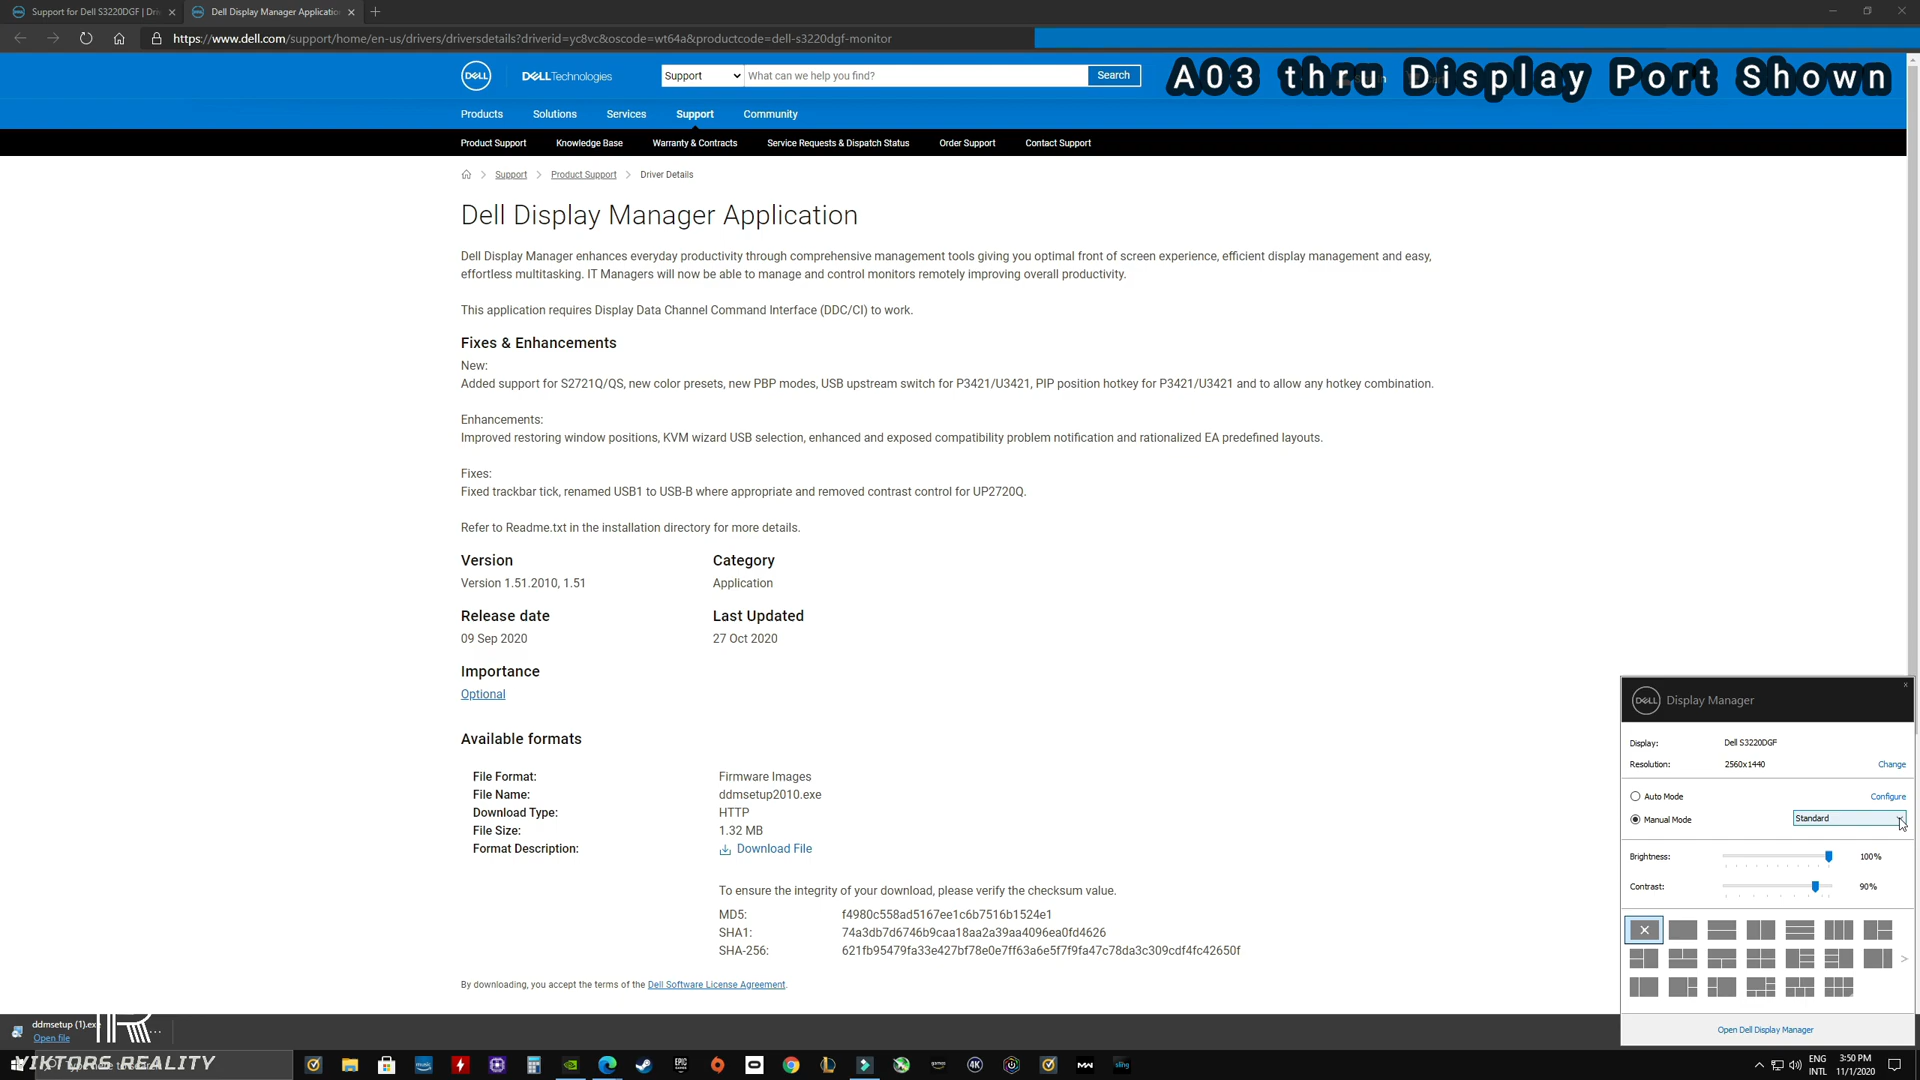 Support for Dell S3220DGF | Dri
Dell Display Manager Applicatio
https://www.dell.com/support/home/en-us/drivers/driversdetails?driverid=yc8vc&oscode=wt64a&productcode=dell-s3220dgf-monitor
DELL
DELLTechnologies
Support
What can we help you find?
Search
A03 thru Display Port Shown
Products
Solutions
Services
Support
Community
Product Support
Knowledge Base
Warranty & Contracts
Service Requests & Dispatch Status
Order Support
Contact Support
Support
Product Support
Driver Details
Dell Display Manager Application
Dell Display Manager enhances everyday productivity through comprehensive management tools giving you optimal front of screen experience, efficient display management and easy,
effortless multitasking. IT Managers will now be able to manage and control monitors remotely improving overall productivity.
This application requires Display Data Channel Command Interface (DDC/CI) to work.
Fixes & Enhancements
New:
Added support for S2721Q/QS, new color presets, new PBP modes, USB upstream switch for P3421/U3421, PIP position hotkey for P3421/U3421 and to allow any hotkey combination.
Enhancements:
Improved restoring window positions, KVM wizard USB selection, enhanced and exposed compatibility problem notification and rationalized EA predefined layouts.
Fixes:
Fixed trackbar tick, renamed USB1 to USB-B where appropriate and removed contrast control for UP2720Q.
Refer to Readme.txt in the installation directory for more details.
Version
Category
Version 1.51.2010, 1.51
Application
Release date
Last Updated
09 Sep 2020
27 Oct 2020
Importance
Optional
Available formats
File Format:
Firmware Images
File Name:
ddmsetup2010.exe
Download Type:
HTTP
File Size:
1.32 MB
Format Description:
Download File
To ensure the integrity of your download, please verify the checksum value.
MD5:
f4980c558ad5167ee1c6b7516b1524e1
SHA1:
74a3db7d6746b9caa18aa2a39aa4096ea0fd4626
SHA-256:
621fb95479fa33e427bf78e0e7ff63a6e5f7f9fa47c78da3c309cdf4fc42650f
By downloading, you accept the terms of the Dell Software License Agreement.
DELL
Display Manager
Display:
Dell S3220DGF
Resolution:
2560x1440
Change
Auto Mode
Configure
Manual Mode
Standard
Brightness:
100%
Contrast:
90%
Open Dell Display Manager
ddmsetup (1).exe
Open file
VIKTORS REALITY
EPIC
4K
MW
sling
ENG
INTL
3:50 PM
11/1/2020